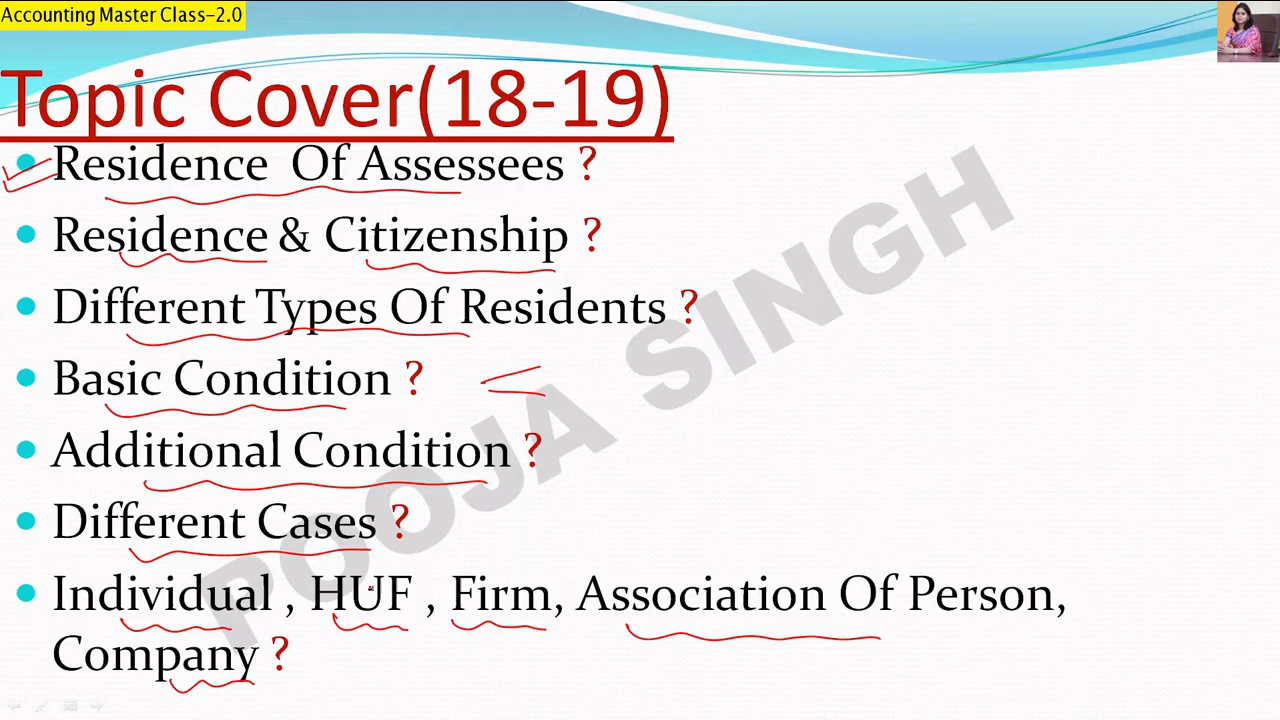 Accounting Master Class-2.0
Topic Cover(18-19)
Residence Of Assessees ?
Residence & Citizenship ?
Different Types Of Residents ?
Basic Condition ?
Additional Condition ?
Different Cases ?
Individual , HUF , Firm, Association Of Person,
Company ?
POOJA SINGH